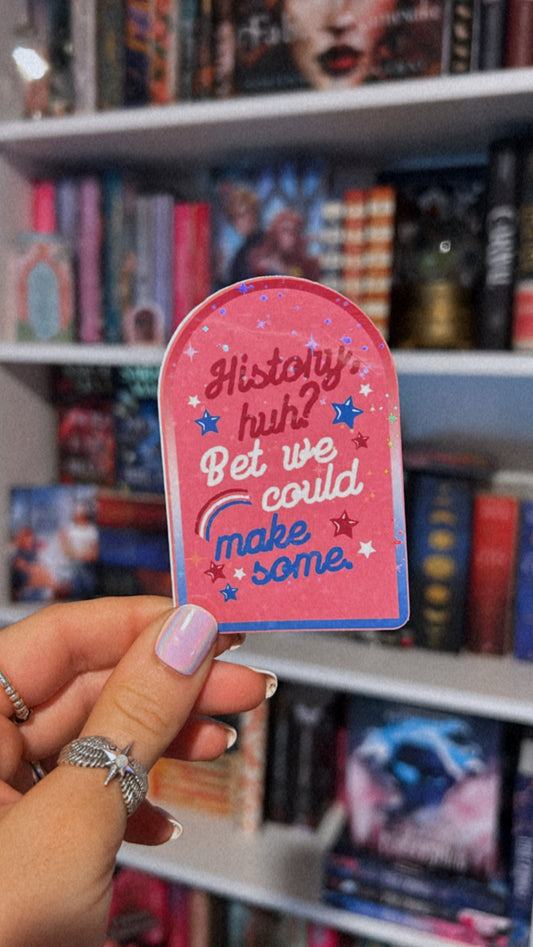 History,
huh?
Bet we
could
make
some.